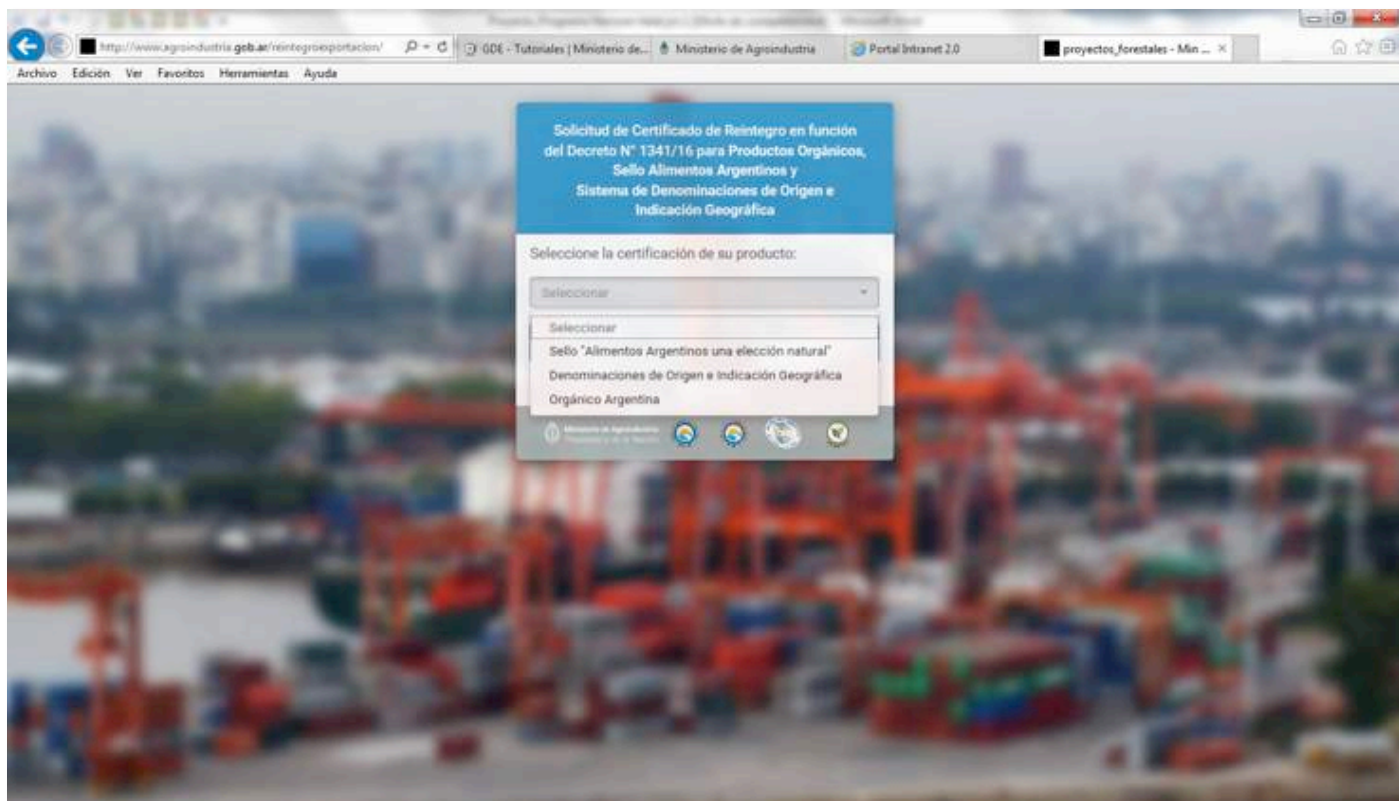 http://www.agroindustria.gob.ar/reintegroexportacion/
GDE - Tutoriales | Ministerio de...
Ministerio de Agroindustria
Portal Intranet 2.0
proyectos_forestales - Min ...
Archivo Edición Ver Favoritos Herramientas Ayuda
Solicitud de Certificado de Reintegro en función
del Decreto N° 1341/16 para Productos Orgánicos,
Sello Alimentos Argentinos y
Sistema de Denominaciones de Origen e
Indicación Geográfica
Seleccione la certificación de su producto:
Seleccionar
Seleccionar
Sello "Alimentos Argentinos una elección natural"
Denominaciones de Origen e Indicación Geográfica
Orgánico Argentina
Ministerio de Agroindustria